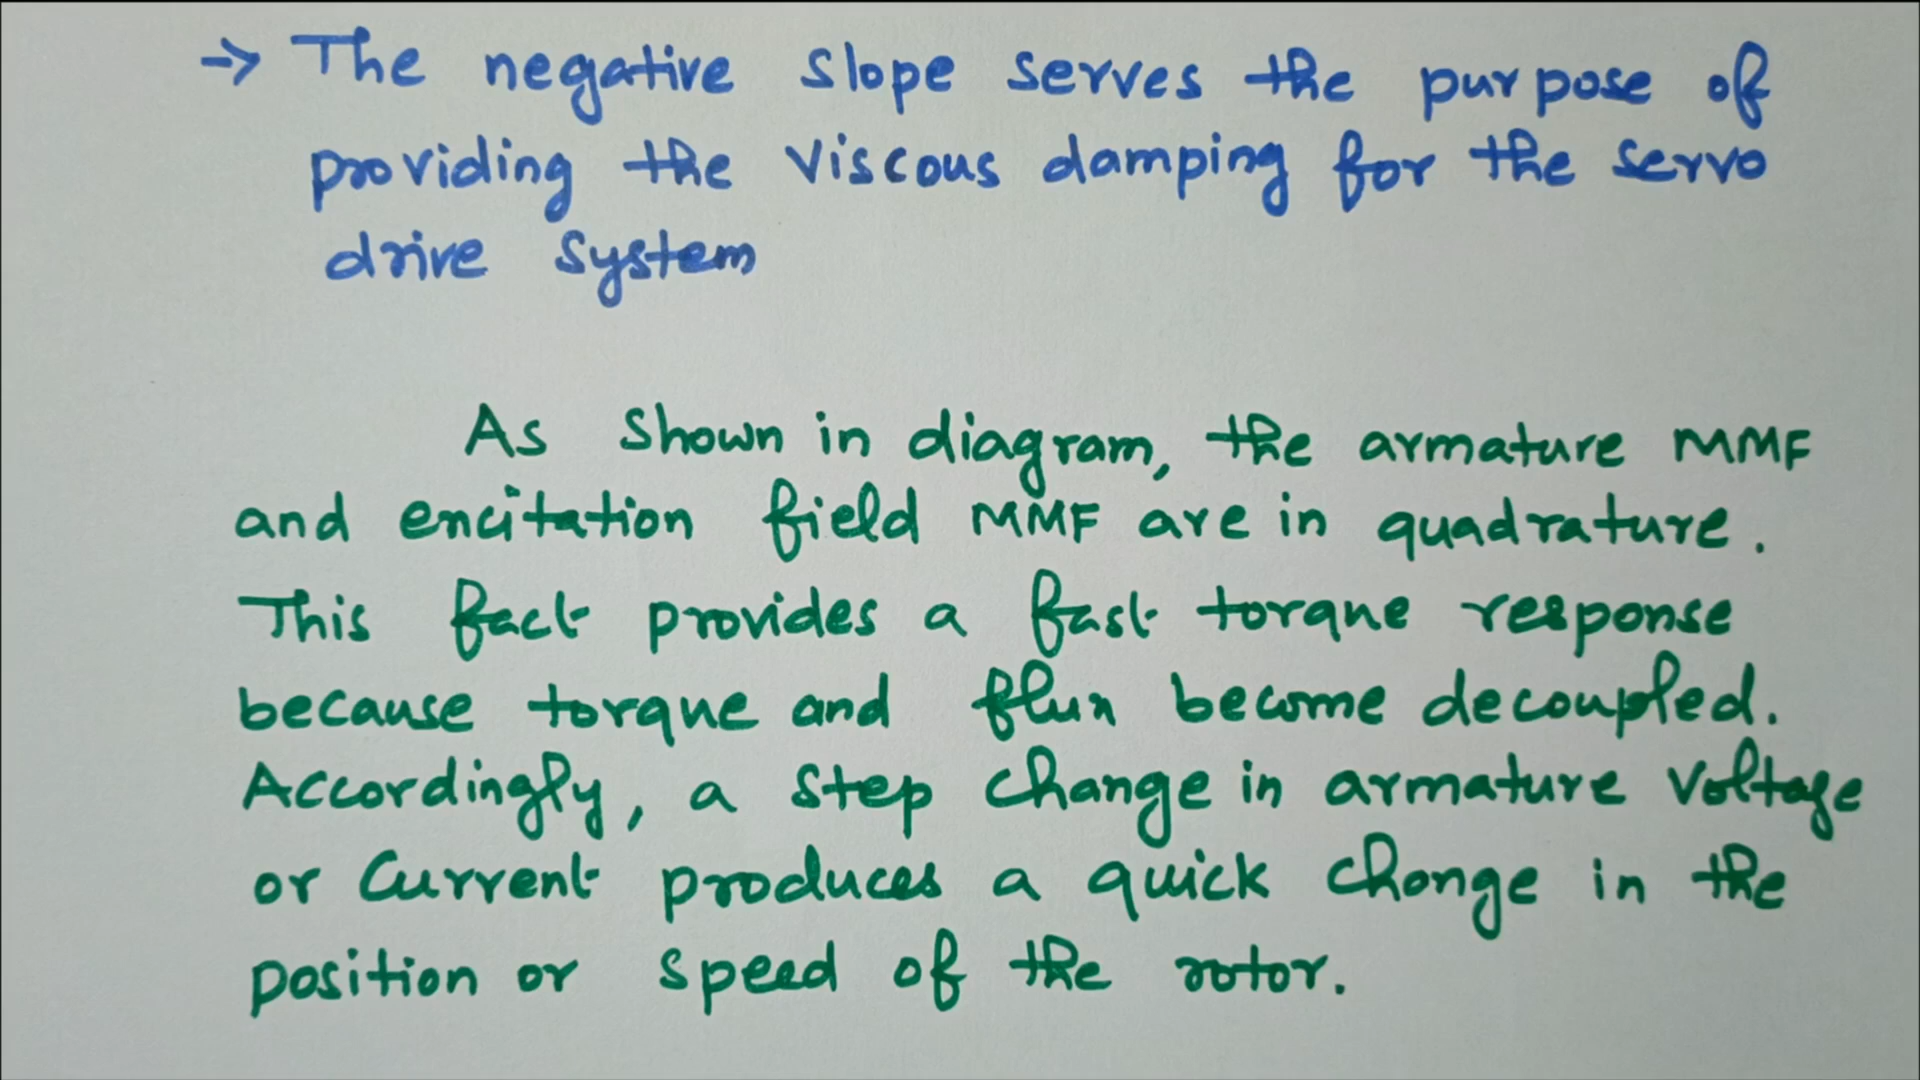 → The negative slope serves the purpose of
providing the viscous damping for the servo
drive system
As shown in diagram, the armature MMF
and excitation field MMF are in quadrature.
This fact provides a fast torque response
because torque and flux become decoupled.
Accordingly, a step change in armature voltage
or current produces a quick change in the
position or speed of the rotor.